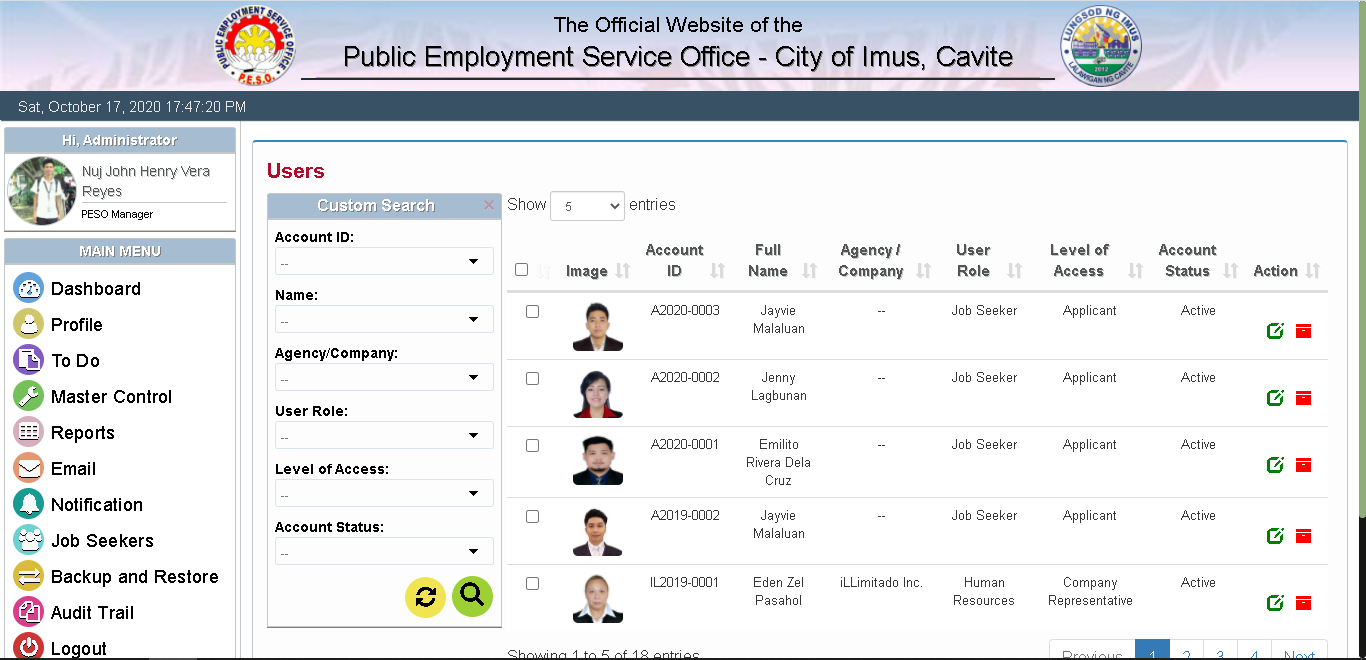 The Official Website of the
Public Employment Service Office - City of Imus, Cavite
PUBLIC EMPLOYMENT SERVICE OFFICE
P.E.S.O.
LUNGSOD NG IMUS
LALAWIGAN NG CAVITE
2012
Sat, October 17, 2020 17:47:20 PM
Hi, Administrator
Nuj John Henry Vera
Reyes
PESO Manager
MAIN MENU
Dashboard
Profile
To Do
Master Control
Reports
Email
Notification
Job Seekers
Backup and Restore
Audit Trail
Logout
Users
Custom Search ×
Account ID:
--
Name:
--
Agency/Company:
--
User Role:
--
Level of Access:
--
Account Status:
--
Show 5 entries
Image Account ID Full Name Agency / Company User Role Level of Access Account Status Action
A2020-0003 Jayvie Malaluan -- Job Seeker Applicant Active
A2020-0002 Jenny Lagbunan -- Job Seeker Applicant Active
A2020-0001 Emilito Rivera Dela Cruz -- Job Seeker Applicant Active
A2019-0002 Jayvie Malaluan -- Job Seeker Applicant Active
IL2019-0001 Eden Zel Pasahol iLLimitado Inc. Human Resources Company Representative Active
Showing 1 to 5 of 18 entries
Previous 1 2 3 4 Next